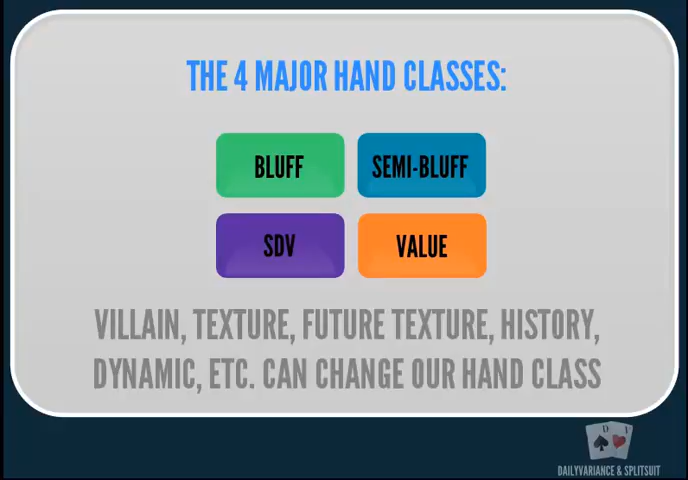 THE 4 MAJOR HAND CLASSES:
BLUFF
SEMI-BLUFF
SDV
VALUE
VILLAIN, TEXTURE, FUTURE TEXTURE, HISTORY,
DYNAMIC, ETC. CAN CHANGE OUR HAND CLASS
D I
DAILYVARIANCE & SPLITSUIT